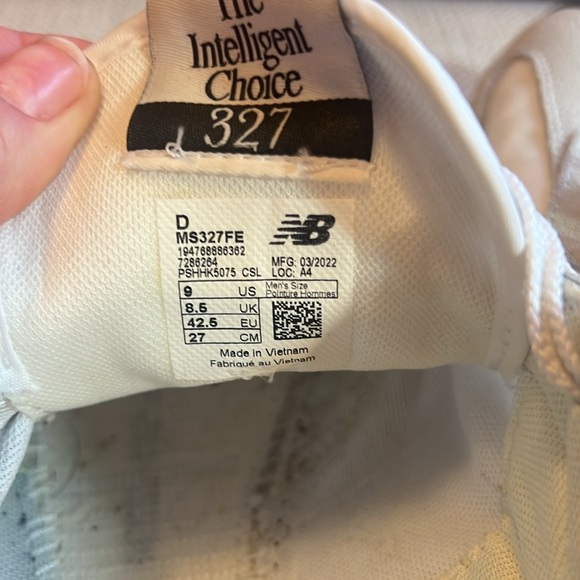 The
Intelligent
Choice
327
D
MS327FE
NB
194768886362
7286264
MFG: 03/2022
PSHHK5075 CSL LOC: A4
9 US Men's Size
Pointure Hommes
8.5 UK
42.5 EU
27 CM
Made in Vietnam
Fabriqué au Vietnam